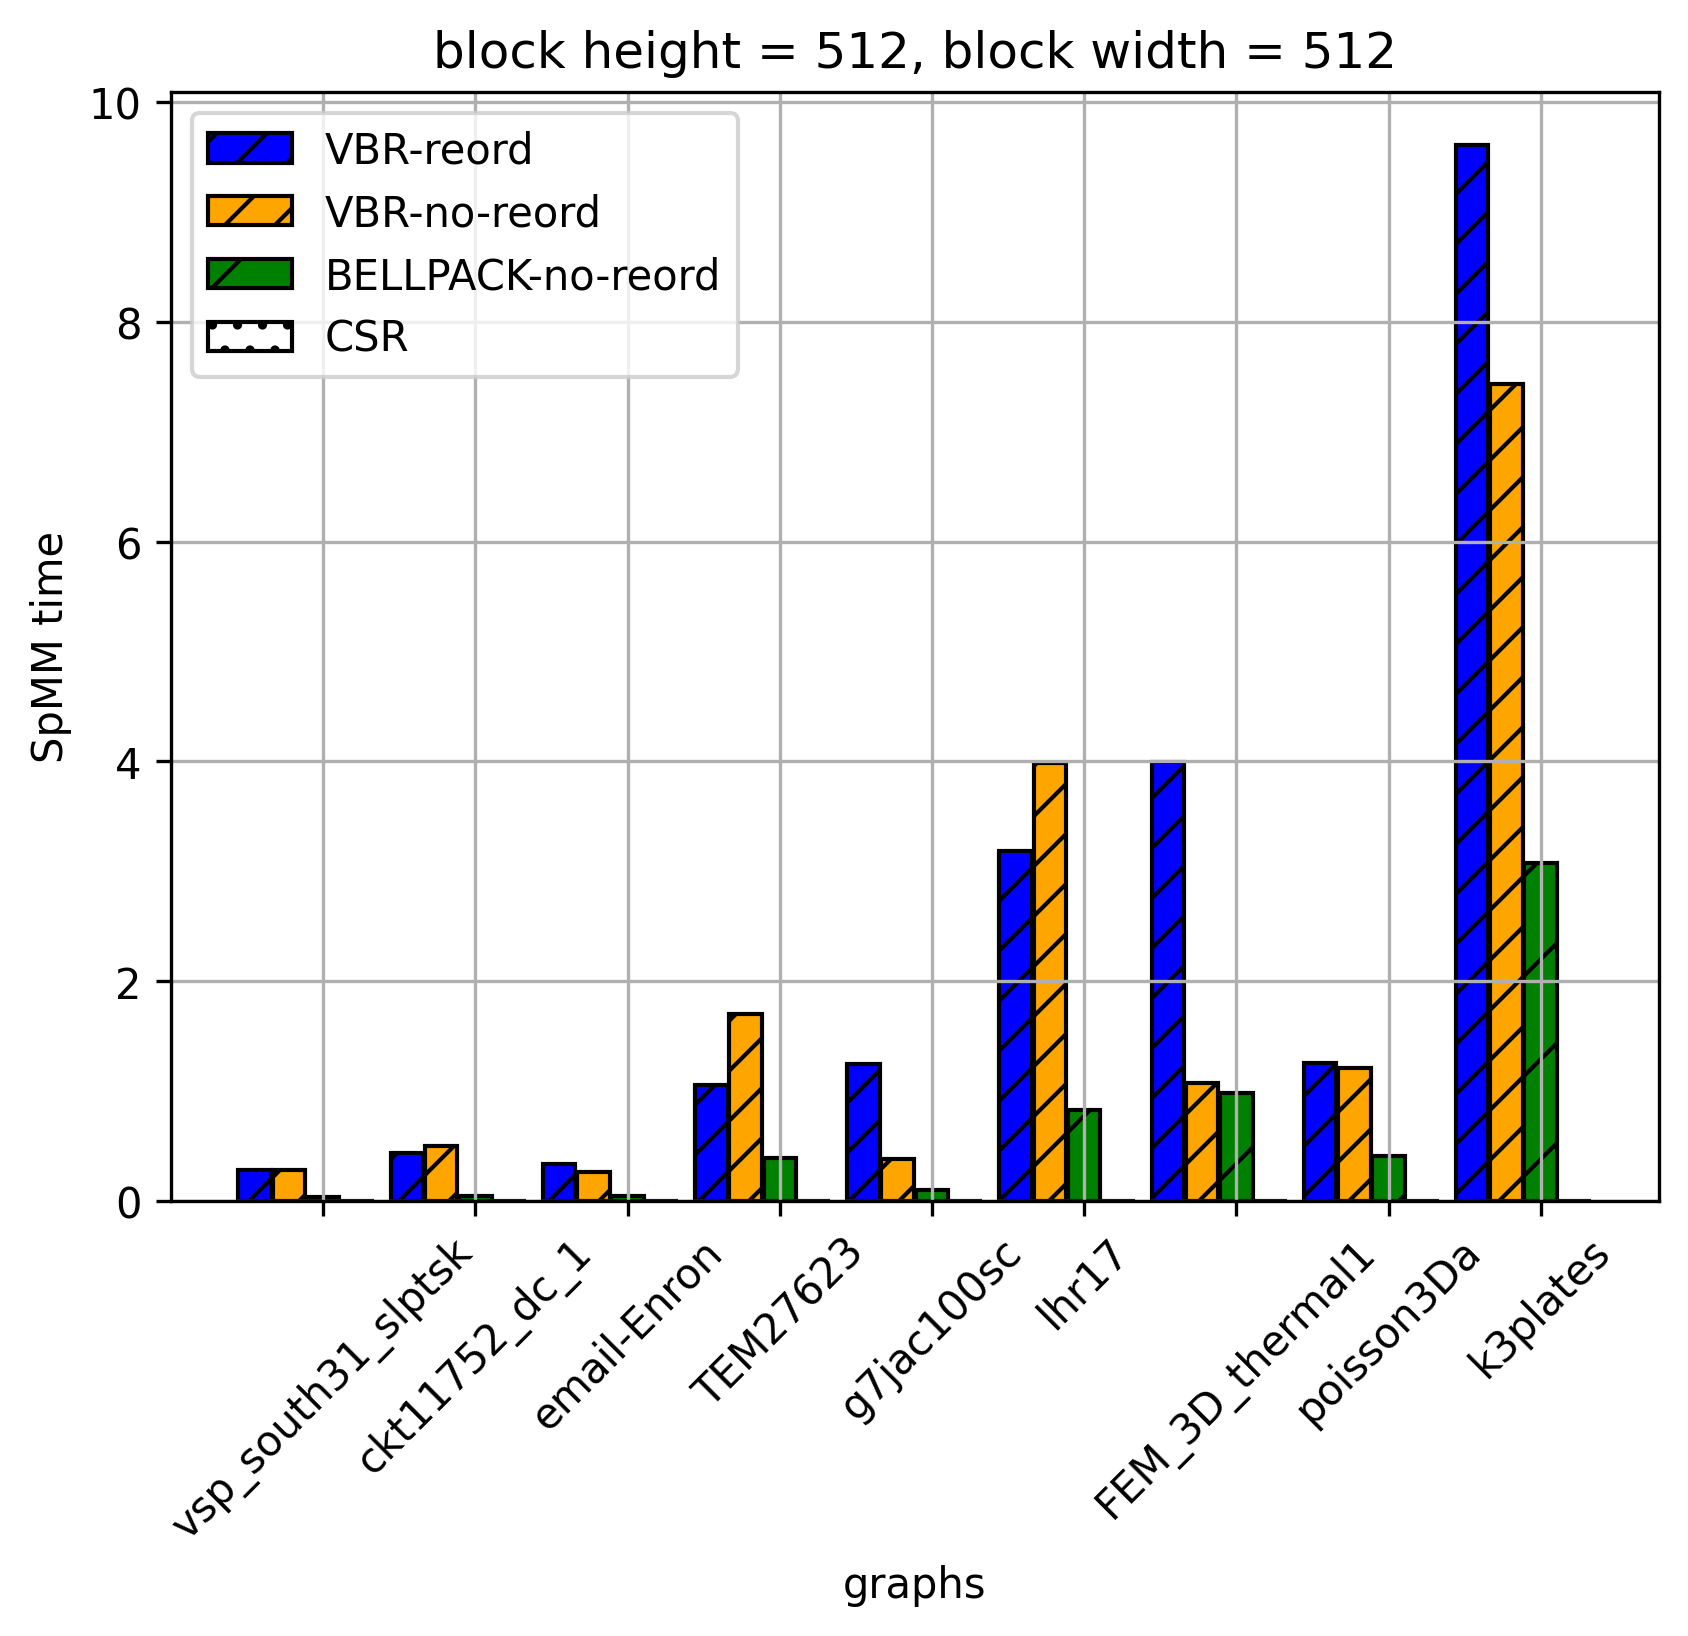 block height = 512, block width = 512
10
8
6
4
2
0
SpMM time
VBR-reord
VBR-no-reord
BELLPACK-no-reord
CSR
vsp_south31_slptsk
ckt11752_dc_1
email-Enron
TEM27623
g7jac100sc
lhr17
FEM_3D_thermal1
poisson3Da
k3plates
graphs